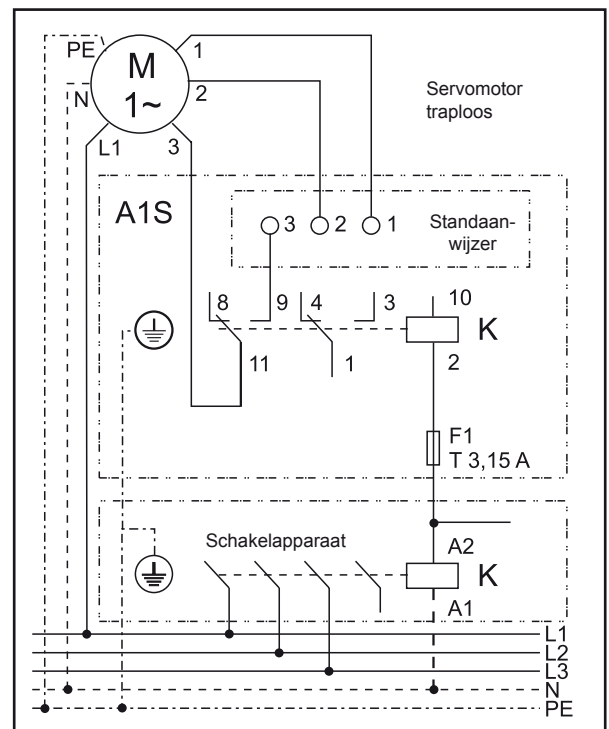 PE
1
M
1~
N
2
L1
3
Servomotor
traploos
A1S
3
2
1
Standaan-
wijzer
8
9
4
3
10
K
11
1
2
F1
T 3,15 A
Schakelapparaat
A2
K
A1
L1
L2
L3
N
PE